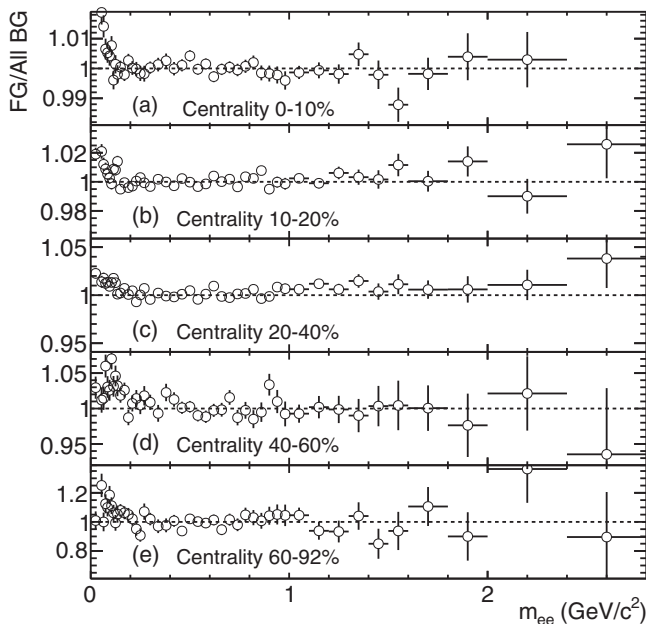 FG/All BG
1.01
1
0.99
(a) Centrality 0-10%
1.02
1
0.98
(b) Centrality 10-20%
1.05
1
0.95
(c) Centrality 20-40%
1.05
1
0.95
(d) Centrality 40-60%
1.2
1
0.8
(e) Centrality 60-92%
0 1 2
m_ee (GeV/c²)